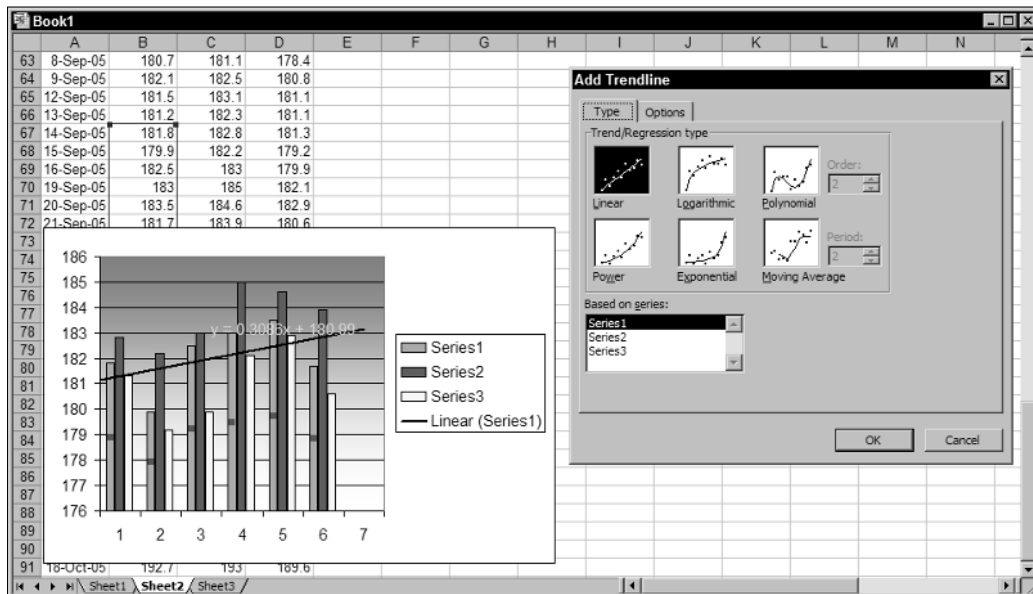 Book1
A B C D E F G H I J K L M N
63 8-Sep-05 180.7 181.1 178.4
64 9-Sep-05 182.1 182.5 180.8
65 12-Sep-05 181.5 183.1 181.1
66 13-Sep-05 181.2 182.3 181.1
67 14-Sep-05 181.8 182.8 181.3
68 15-Sep-05 179.9 182.2 179.2
69 16-Sep-05 182.5 183 179.9
70 19-Sep-05 183 185 182.1
71 20-Sep-05 183.5 184.6 182.9
72 21-Sep-05 181.7 183.9 180.6
73
74
75
76
77
78
79
80
81
82
83
84
85
86
87
88
89
90
91 18-Oct-05 192.7 193 189.6
186
185
184
183
182
181
180
179
178
177
176
y = 0.3086x + 180.99
1 2 3 4 5 6 7
Series1
Series2
Series3
Linear (Series1)
Sheet1 Sheet2 Sheet3
Add Trendline
Type Options
Trend/Regression type
Linear Logarithmic Polynomial
Order:
2
Power Exponential Moving Average
Period:
2
Based on series:
Series1
Series2
Series3
OK Cancel